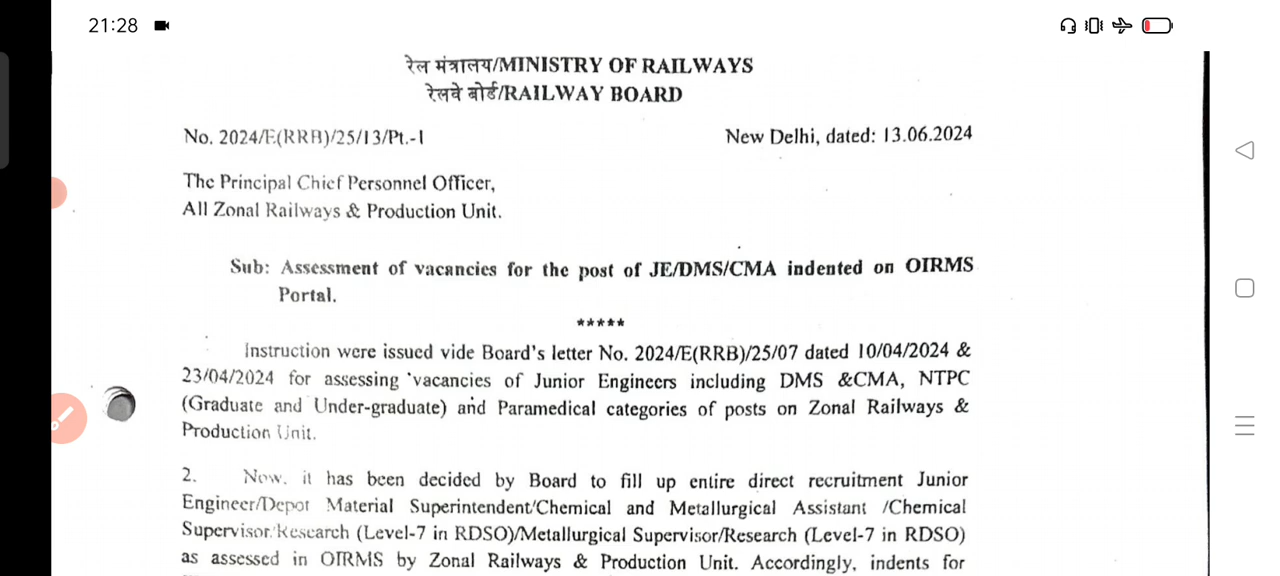 21:28
रेल मंत्रालय/MINISTRY OF RAILWAYS
रेलवे बोर्ड/RAILWAY BOARD
No. 2024/E(RRB)/25/13/Pt.-I
New Delhi, dated: 13.06.2024
The Principal Chief Personnel Officer,
All Zonal Railways & Production Unit.
Sub: Assessment of vacancies for the post of JE/DMS/CMA indented on OIRMS
Portal.
*****
Instruction were issued vide Board's letter No. 2024/E(RRB)/25/07 dated 10/04/2024 &
23/04/2024 for assessing vacancies of Junior Engineers including DMS &CMA, NTPC
(Graduate and Under-graduate) and Paramedical categories of posts on Zonal Railways &
Production Unit.
2. Now, it has been decided by Board to fill up entire direct recruitment Junior
Engineer/Depot Material Superintendent/Chemical and Metallurgical Assistant /Chemical
Supervisor/Research (Level-7 in RDSO)/Metallurgical Supervisor/Research (Level-7 in RDSO)
as assessed in OIRMS by Zonal Railways & Production Unit. Accordingly, indents for